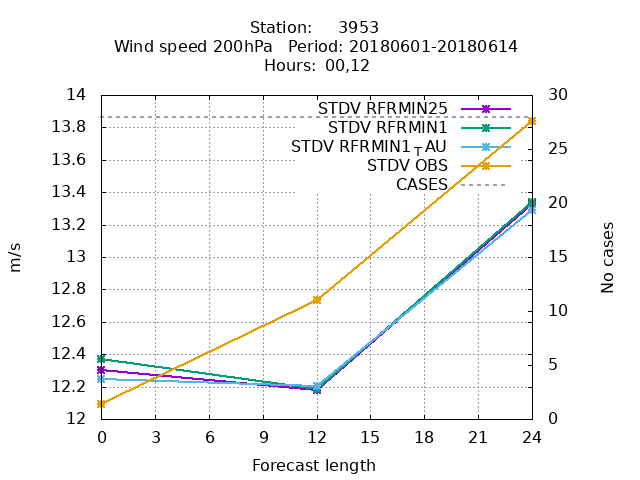 Station: 3953
Wind speed 200hPa Period: 20180601-20180614
Hours: 00,12
14
13.8
13.6
13.4
13.2
13
12.8
12.6
12.4
12.2
12
30
25
20
15
10
5
0
STDV RFRMIN25
STDV RFRMIN1
STDV RFRMIN1TAU
STDV OBS
CASES
m/s
No cases
0 3 6 9 12 15 18 21 24
Forecast length